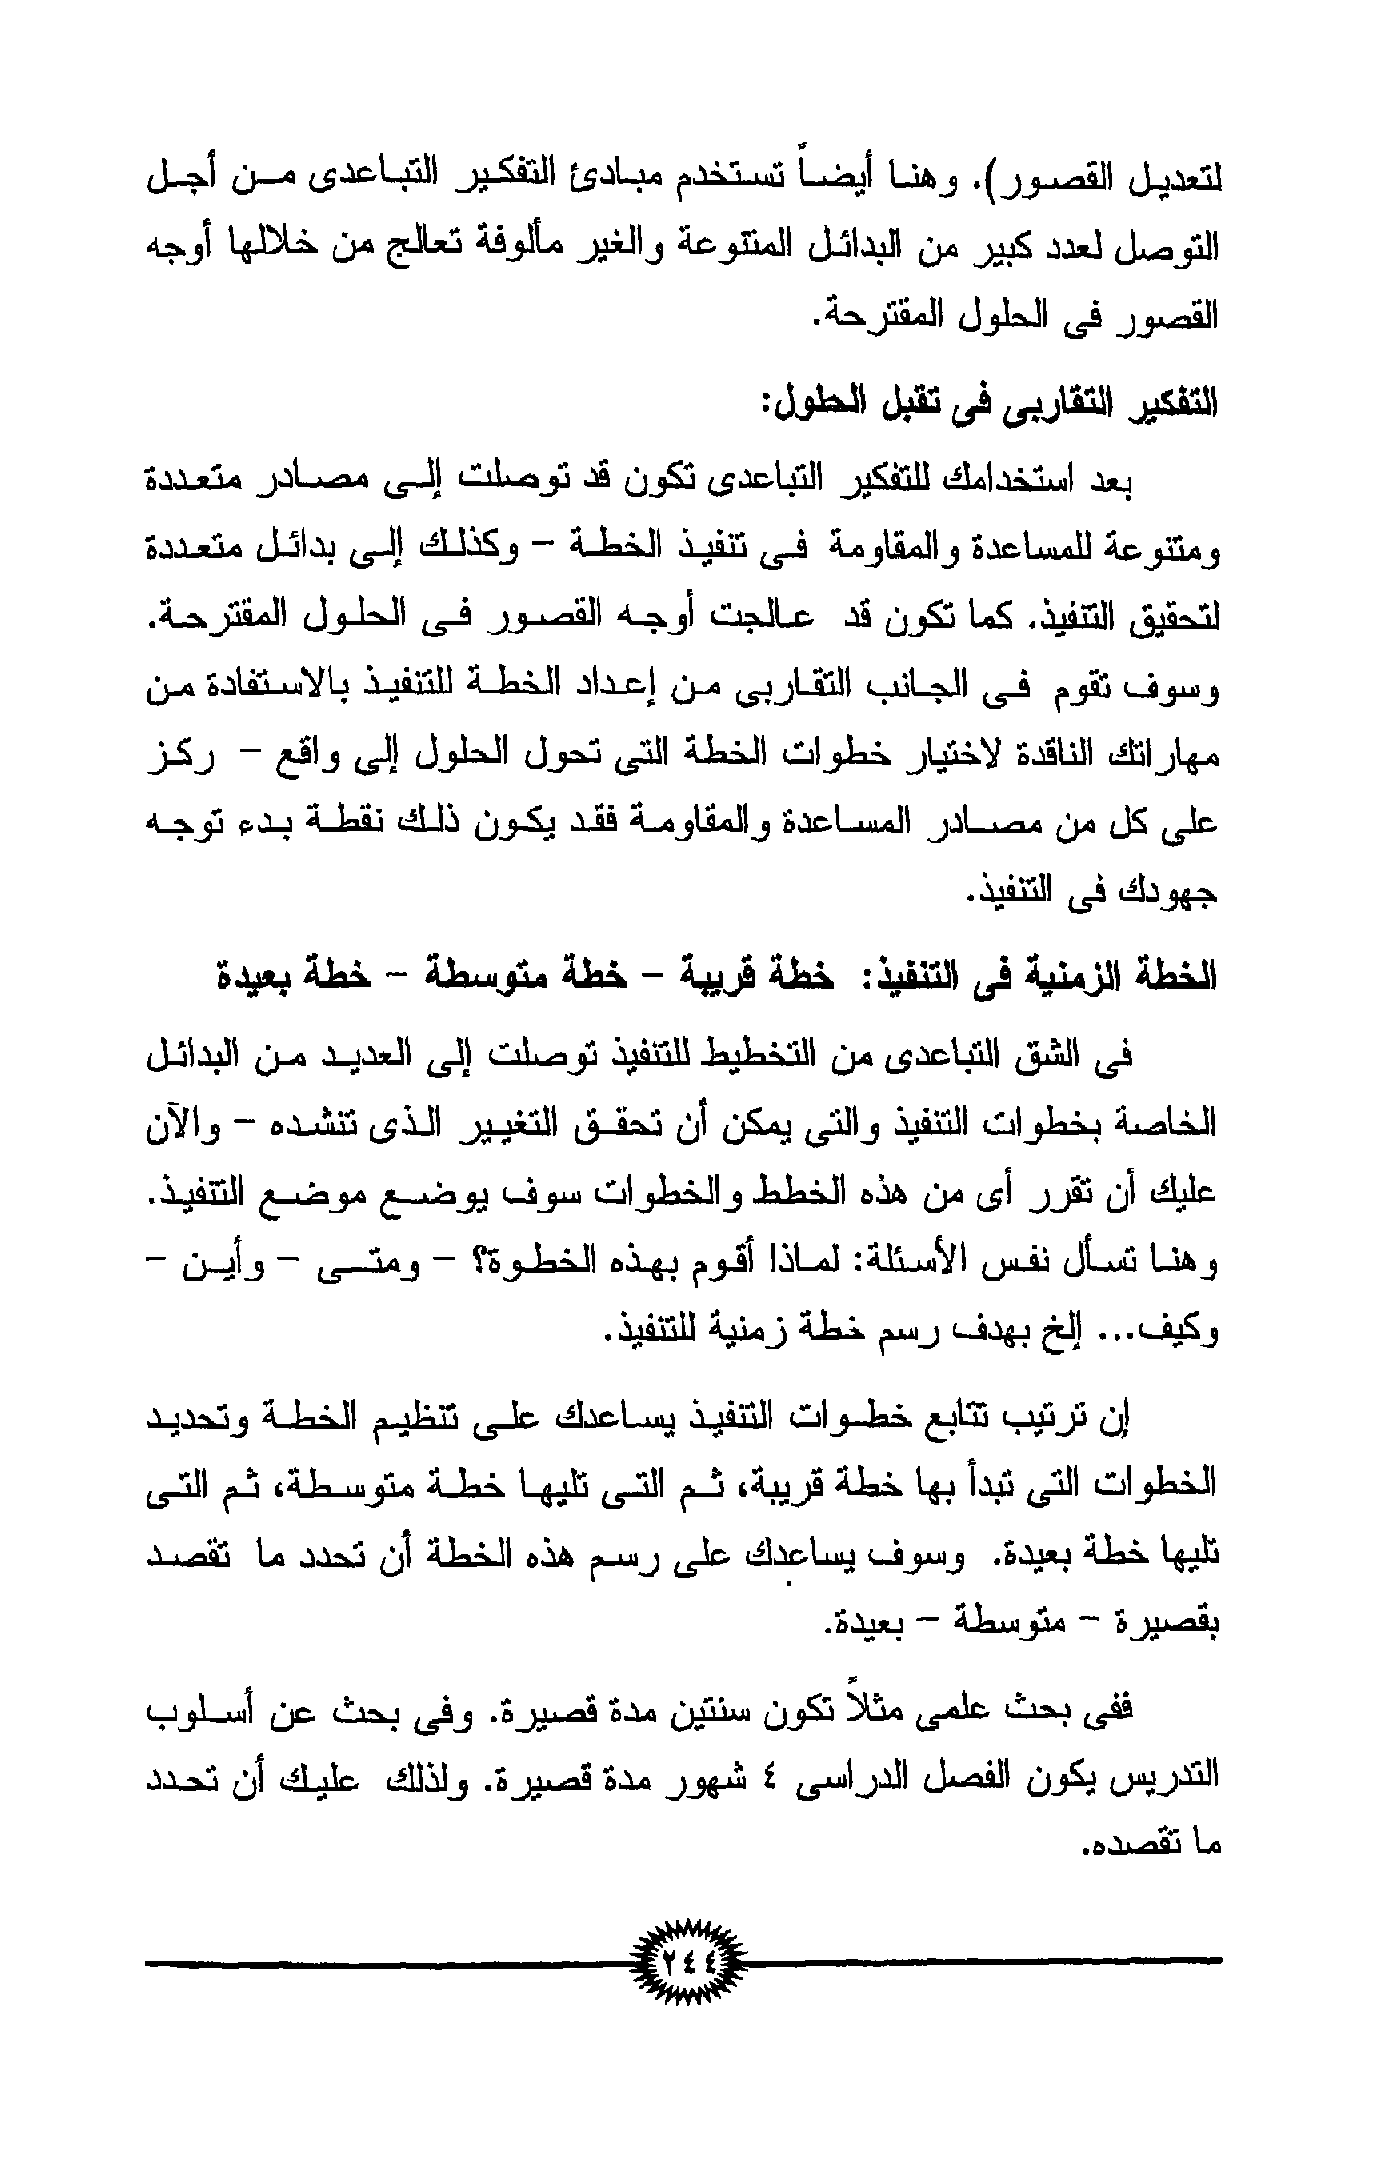 لتعديل القصور). وهنا أيضاً تستخدم مبادئ التفكير التباعدى من أجل
التوصل لعدد كبير من البدائل المتنوعة والغير مألوفة تعالج من خلالها أوجه
القصور فى الحلول المقترحة.
التفكير التقاربى فى تقبل الحلول:
بعد استخدامك للتفكير التباعدى تكون قد توصلت إلى مصادر متعددة
ومتنوعة للمساعدة والمقاومة فى تنفيذ الخطة - وكذلك إلى بدائل متعددة
لتحقيق التنفيذ. كما تكون قد عالجت أوجه القصور فى الحلول المقترحة.
وسوف تقوم فى الجانب التقاربى من إعداد الخطة للتنفيذ بالاستفادة من
مهاراتك الناقدة لاختيار خطوات الخطة التى تحول الحلول إلى واقع - ركز
على كل من مصادر المساعدة والمقاومة فقد يكون ذلك نقطة بدء توجه
جهودك فى التنفيذ.
الخطة الزمنية فى التنفيذ: خطة قريبة - خطة متوسطة - خطة بعيدة
فى الشق التباعدى من التخطيط للتنفيذ توصلت إلى العديد من البدائل
الخاصة بخطوات التنفيذ والتى يمكن أن تحقق التغيير الذى تنشده - والآن
عليك أن تقرر أى من هذه الخطط والخطوات سوف يوضع موضع التنفيذ.
وهنا تسأل نفس الأسئلة: لماذا أقوم بهذه الخطوة؟ - ومتى - وأين -
وكيف... إلخ بهدف رسم خطة زمنية للتنفيذ.
إن ترتيب تتابع خطوات التنفيذ يساعدك على تنظيم الخطة وتحديد
الخطوات التى تبدأ بها خطة قريبة، ثم التى تليها خطة متوسطة، ثم التى
تليها خطة بعيدة. وسوف يساعدك على رسم هذه الخطة أن تحدد ما تقصد
بقصيرة - متوسطة - بعيدة.
ففى بحث علمى مثلاً تكون سنتين مدة قصيرة. وفى بحث عن أسلوب
التدريس يكون الفصل الدراسى ٤ شهور مدة قصيرة. ولذلك عليك أن تحدد
ما تقصده.
٢٤٤